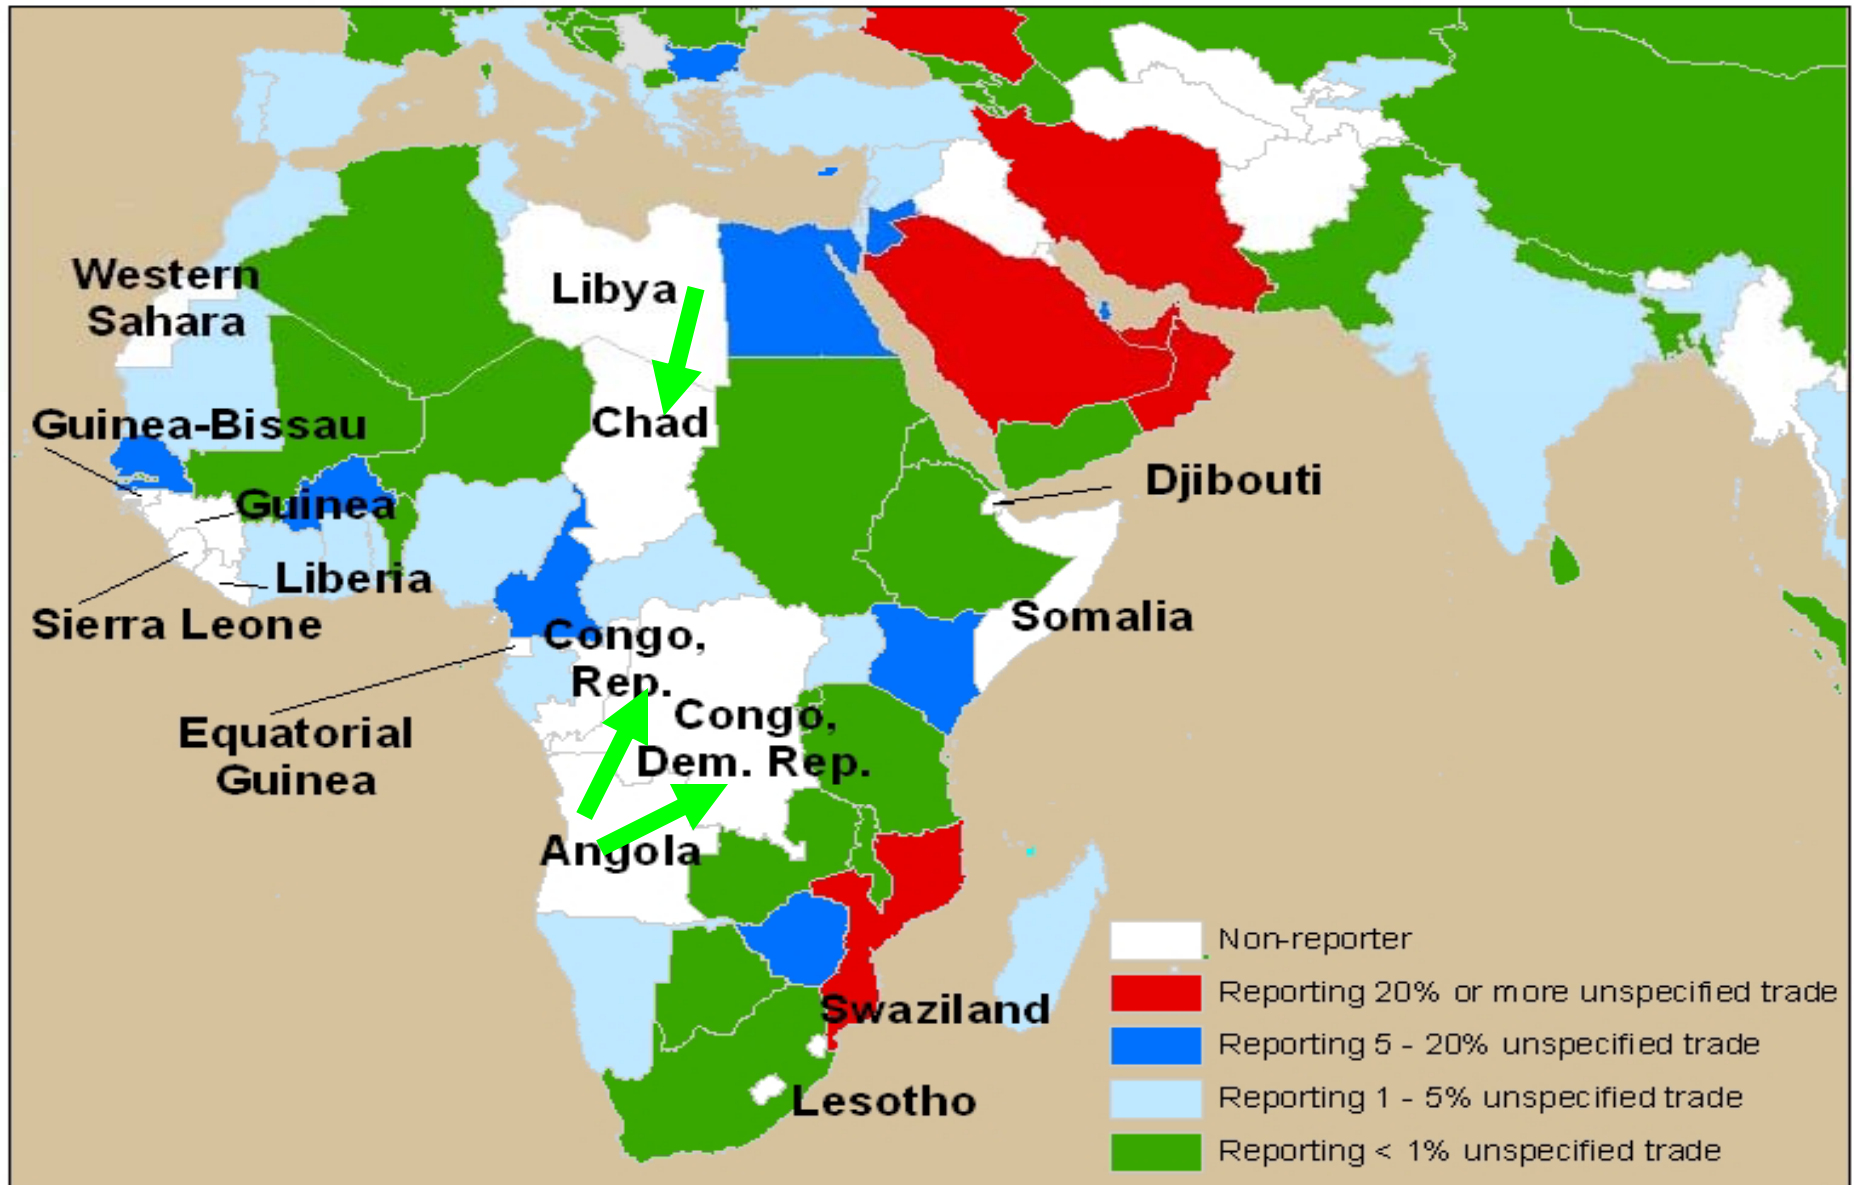 Western
Sahara
Libya
Guinea-Bissau
Chad
Guinea
Djibouti
Liberia
Sierra Leone
Somalia
Congo,
Rep.
Congo,
Dem. Rep.
Equatorial
Guinea
Angola
Swaziland
Lesotho
Non-reporter
Reporting 20% or more unspecified trade
Reporting 5 - 20% unspecified trade
Reporting 1 - 5% unspecified trade
Reporting < 1% unspecified trade